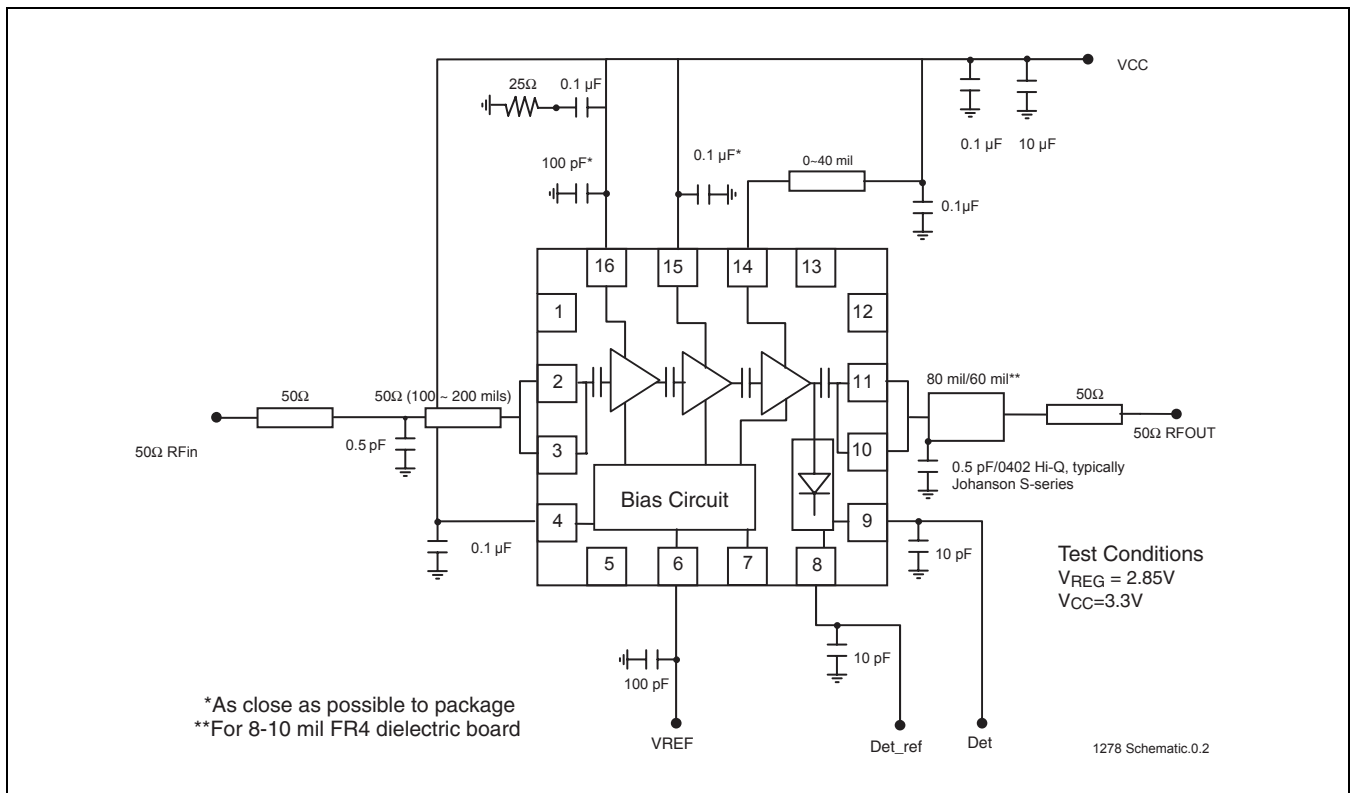 VCC
25Ω
0.1 µF
0.1 µF
10 µF
100 pF*
0.1 µF*
0~40 mil
0.1µF
16
15
14
13
1
12
2
11
3
10
4
9
5
6
7
8
50Ω
50Ω (100 ~ 200 mils)
80 mil/60 mil**
50Ω
50Ω RFin
0.5 pF
50Ω RFOUT
0.5 pF/0402 Hi-Q, typically
Johanson S-series
Bias Circuit
0.1 µF
10 pF
Test Conditions
VREG = 2.85V
VCC=3.3V
10 pF
100 pF
*As close as possible to package
**For 8-10 mil FR4 dielectric board
VREF
Det_ref
Det
1278 Schematic.0.2